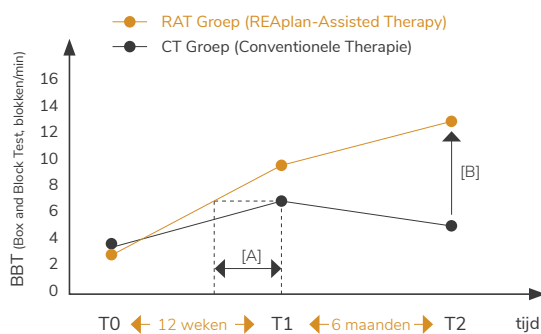 RAT Groep (REAplan-Assisted Therapy)
CT Groep (Conventionele Therapie)
BBT (Box and Block Test, blokken/min)
16
14
12
10
8
6
4
2
0
[A]
[B]
T0 12 weken T1 6 maanden T2 tijd